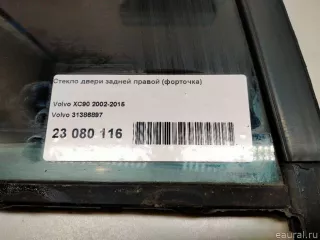 Стекло двери задней правой (форточка)
Volvo XC90 2002-2015
Volvo 31386897
23 080 116
© eaural.ru